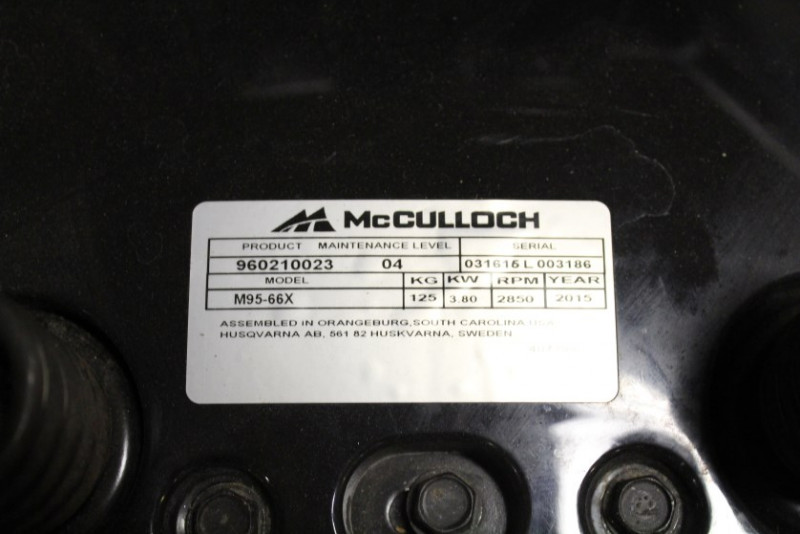 McCULLOCH
PRODUCT MAINTENANCE LEVEL SERIAL
960210023 04 031615 L 003186
MODEL KG KW RPM YEAR
M95-66X 125 3.80 2850 2015
ASSEMBLED IN ORANGEBURG, SOUTH CAROLINA USA
HUSQVARNA AB, 561 82 HUSKVARNA, SWEDEN